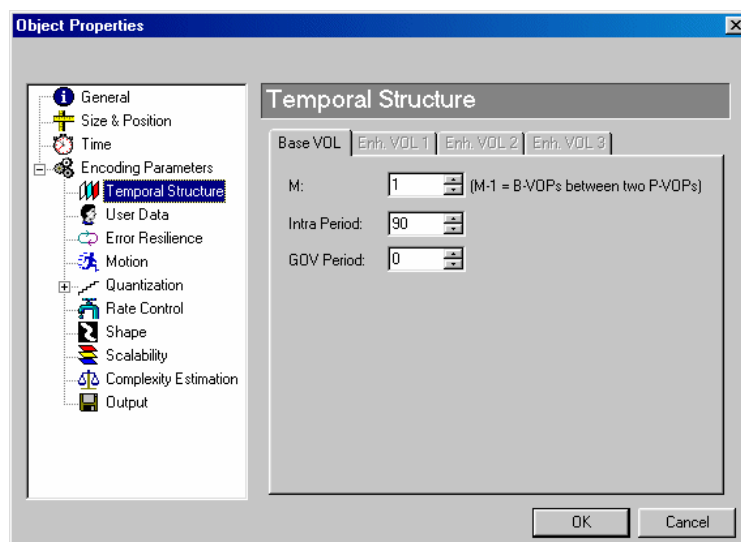 Object Properties
General
Size & Position
Time
Encoding Parameters
Temporal Structure
User Data
Error Resilience
Motion
Quantization
Rate Control
Shape
Scalability
Complexity Estimation
Output
Temporal Structure
Base VOL Enh. VOL 1 Enh. VOL 2 Enh. VOL 3
M: 1 (M-1 = B-VOPs between two P-VOPs)
Intra Period: 90
GOV Period: 0
OK Cancel